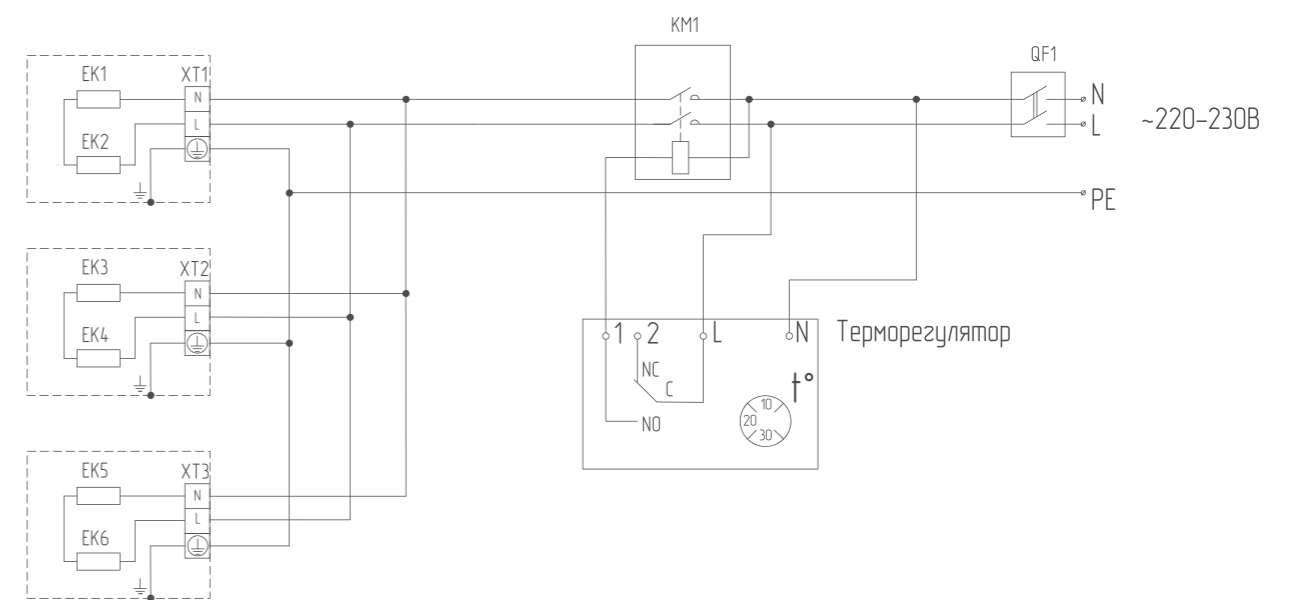 KM1
QF1
EK1
XT1
N
L
EK2
N
L
~220-230В
PE
EK3
XT2
N
L
EK4
1
2
L
N
Терморегулятор
NC
C
t°
NO
10
20
30
EK5
XT3
N
L
EK6